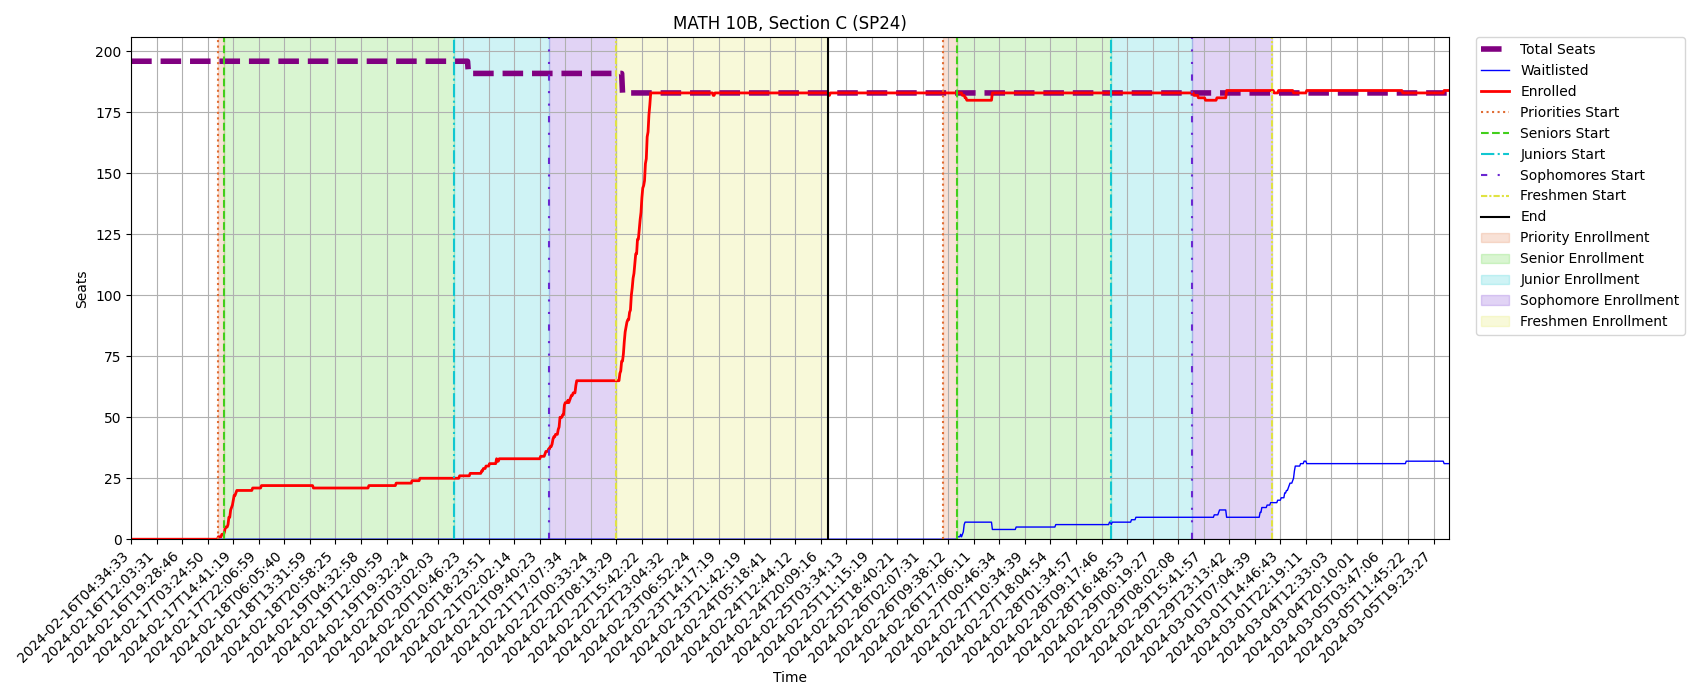 MATH 10B, Section C (SP24)
Seats
200
175
150
125
100
75
50
25
0
2024-02-16T04:34:33
2024-02-16T12:03:31
2024-02-16T19:28:46
2024-02-17T03:24:50
2024-02-17T14:41:19
2024-02-17T22:06:59
2024-02-18T06:05:40
2024-02-18T13:31:59
2024-02-18T20:58:25
2024-02-19T04:32:58
2024-02-19T12:00:59
2024-02-19T19:32:24
2024-02-20T03:02:03
2024-02-20T10:46:23
2024-02-20T18:23:51
2024-02-21T02:02:14
2024-02-21T09:40:23
2024-02-21T17:07:34
2024-02-22T00:33:24
2024-02-22T08:13:29
2024-02-22T15:42:22
2024-02-22T23:04:32
2024-02-23T06:52:24
2024-02-23T14:17:19
2024-02-23T21:42:19
2024-02-24T05:18:41
2024-02-24T12:44:12
2024-02-24T20:09:16
2024-02-25T03:34:13
2024-02-25T11:15:19
2024-02-25T18:40:21
2024-02-26T02:07:31
2024-02-26T09:38:12
2024-02-26T17:06:11
2024-02-27T00:46:34
2024-02-27T10:34:39
2024-02-27T18:04:54
2024-02-28T01:34:57
2024-02-28T09:17:46
2024-02-28T16:48:53
2024-02-29T00:19:27
2024-02-29T08:02:08
2024-02-29T15:41:57
2024-02-29T23:13:42
2024-03-01T07:04:39
2024-03-01T14:46:43
2024-03-01T22:19:11
2024-03-04T12:33:03
2024-03-04T20:10:01
2024-03-05T03:47:06
2024-03-05T11:45:22
2024-03-05T19:23:27
Time
Total Seats
Waitlisted
Enrolled
Priorities Start
Seniors Start
Juniors Start
Sophomores Start
Freshmen Start
End
Priority Enrollment
Senior Enrollment
Junior Enrollment
Sophomore Enrollment
Freshmen Enrollment